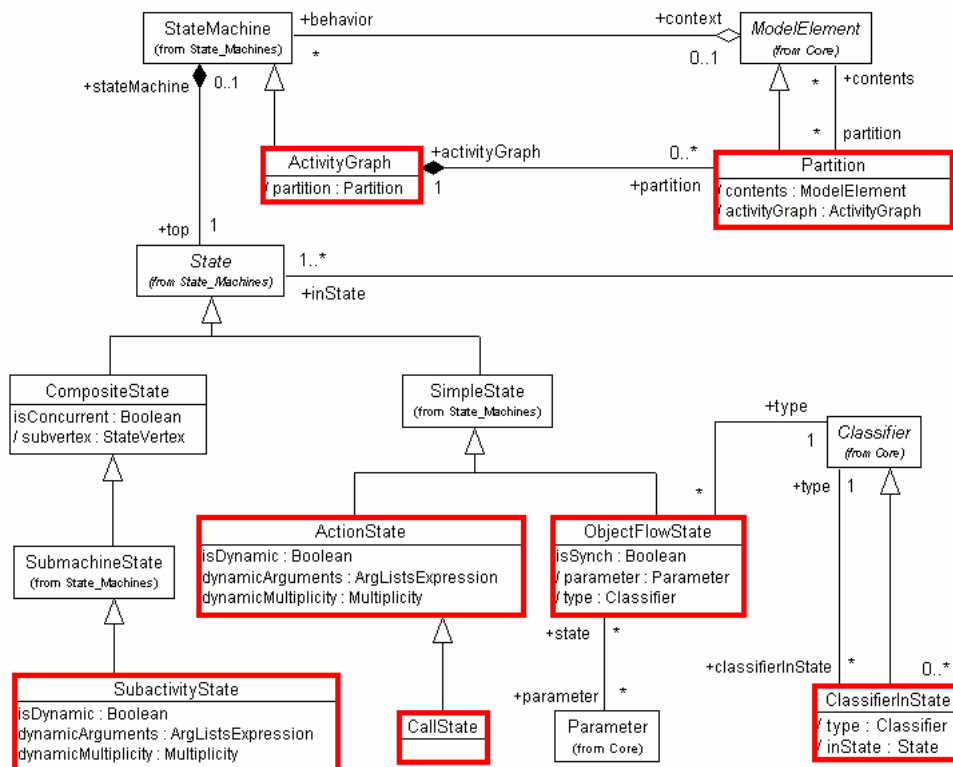 StateMachine
(from State_Machines)
+behavior
*
+context
0..1
ModelElement
(from Core)
+stateMachine
0..1
*
+contents
*
partition
ActivityGraph
/ partition : Partition
+activityGraph
1
0..*
+partition
Partition
/ contents : ModelElement
/ activityGraph : ActivityGraph
+top
1
State
(from State_Machines)
1..*
+inState
CompositeState
isConcurrent : Boolean
/ subvertex : StateVertex
SimpleState
(from State_Machines)
+type
1
Classifier
(from Core)
+type
1
*
SubmachineState
(from State_Machines)
ActionState
isDynamic : Boolean
dynamicArguments : ArgListsExpression
dynamicMultiplicity : Multiplicity
ObjectFlowState
isSynch : Boolean
/ parameter : Parameter
/ type : Classifier
+state
*
+classifierInState
*
0..*
SubactivityState
isDynamic : Boolean
dynamicArguments : ArgListsExpression
dynamicMultiplicity : Multiplicity
CallState
+parameter
*
Parameter
(from Core)
ClassifierInState
/ type : Classifier
/ inState : State